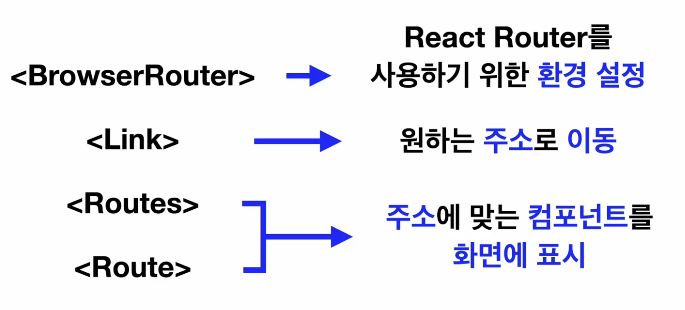 <BrowserRouter>
React Router를
사용하기 위한 환경 설정
<Link>
원하는 주소로 이동
<Routes>
<Route>
주소에 맞는 컴포넌트를
화면에 표시